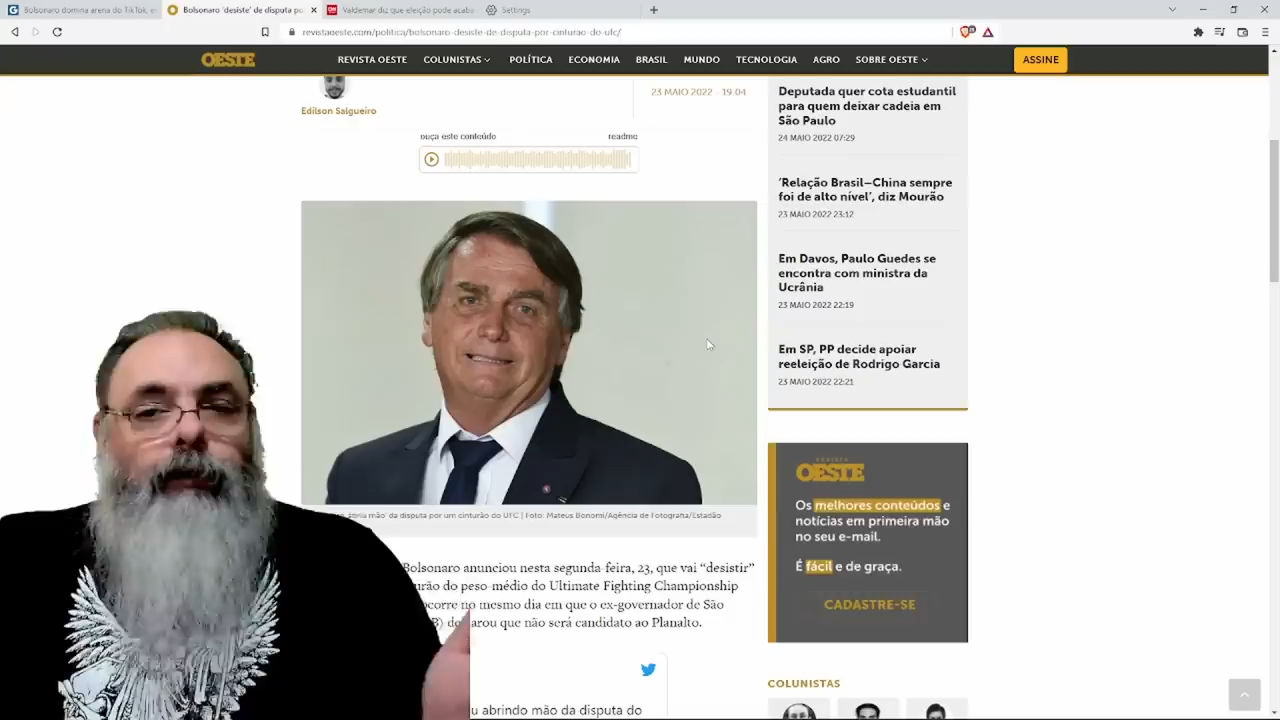 Bolsonaro domina arena do TikTok, e
Bolsonaro 'desiste' de disputa po
Valdemar diz que eleição pode acaba
Settings
revistaoeste.com/politica/bolsonaro-desiste-de-disputa-por-cinturao-do-ufc/
OESTE
REVISTA OESTE
COLUNISTAS
POLÍTICA
ECONOMIA
BRASIL
MUNDO
TECNOLOGIA
AGRO
SOBRE OESTE
ASSINE
Edilson Salgueiro
23 MAIO 2022 - 19:04
ouça este conteúdo
readme
mão' da disputa por um cinturão do UFC | Foto: Mateus Bonomi/Agência de Fotografia/Estadão
Bolsonaro anunciou nesta segunda-feira, 23, que vai "desistir"
urão do peso-médio do Ultimate Fighting Championship
ocorre no mesmo dia em que o ex-governador de São
B) de arou que não será candidato ao Planalto.
u abrindo mão da disputa do
Deputada quer cota estudantil
para quem deixar cadeia em
São Paulo
24 MAIO 2022 07:29
'Relação Brasil–China sempre
foi de alto nível', diz Mourão
23 MAIO 2022 23:12
Em Davos, Paulo Guedes se
encontra com ministra da
Ucrânia
23 MAIO 2022 22:19
Em SP, PP decide apoiar
reeleição de Rodrigo Garcia
23 MAIO 2022 22:21
REVISTA
OESTE
Os melhores conteúdos e
notícias em primeira mão
no seu e-mail.
É fácil e de graça.
CADASTRE-SE
COLUNISTAS